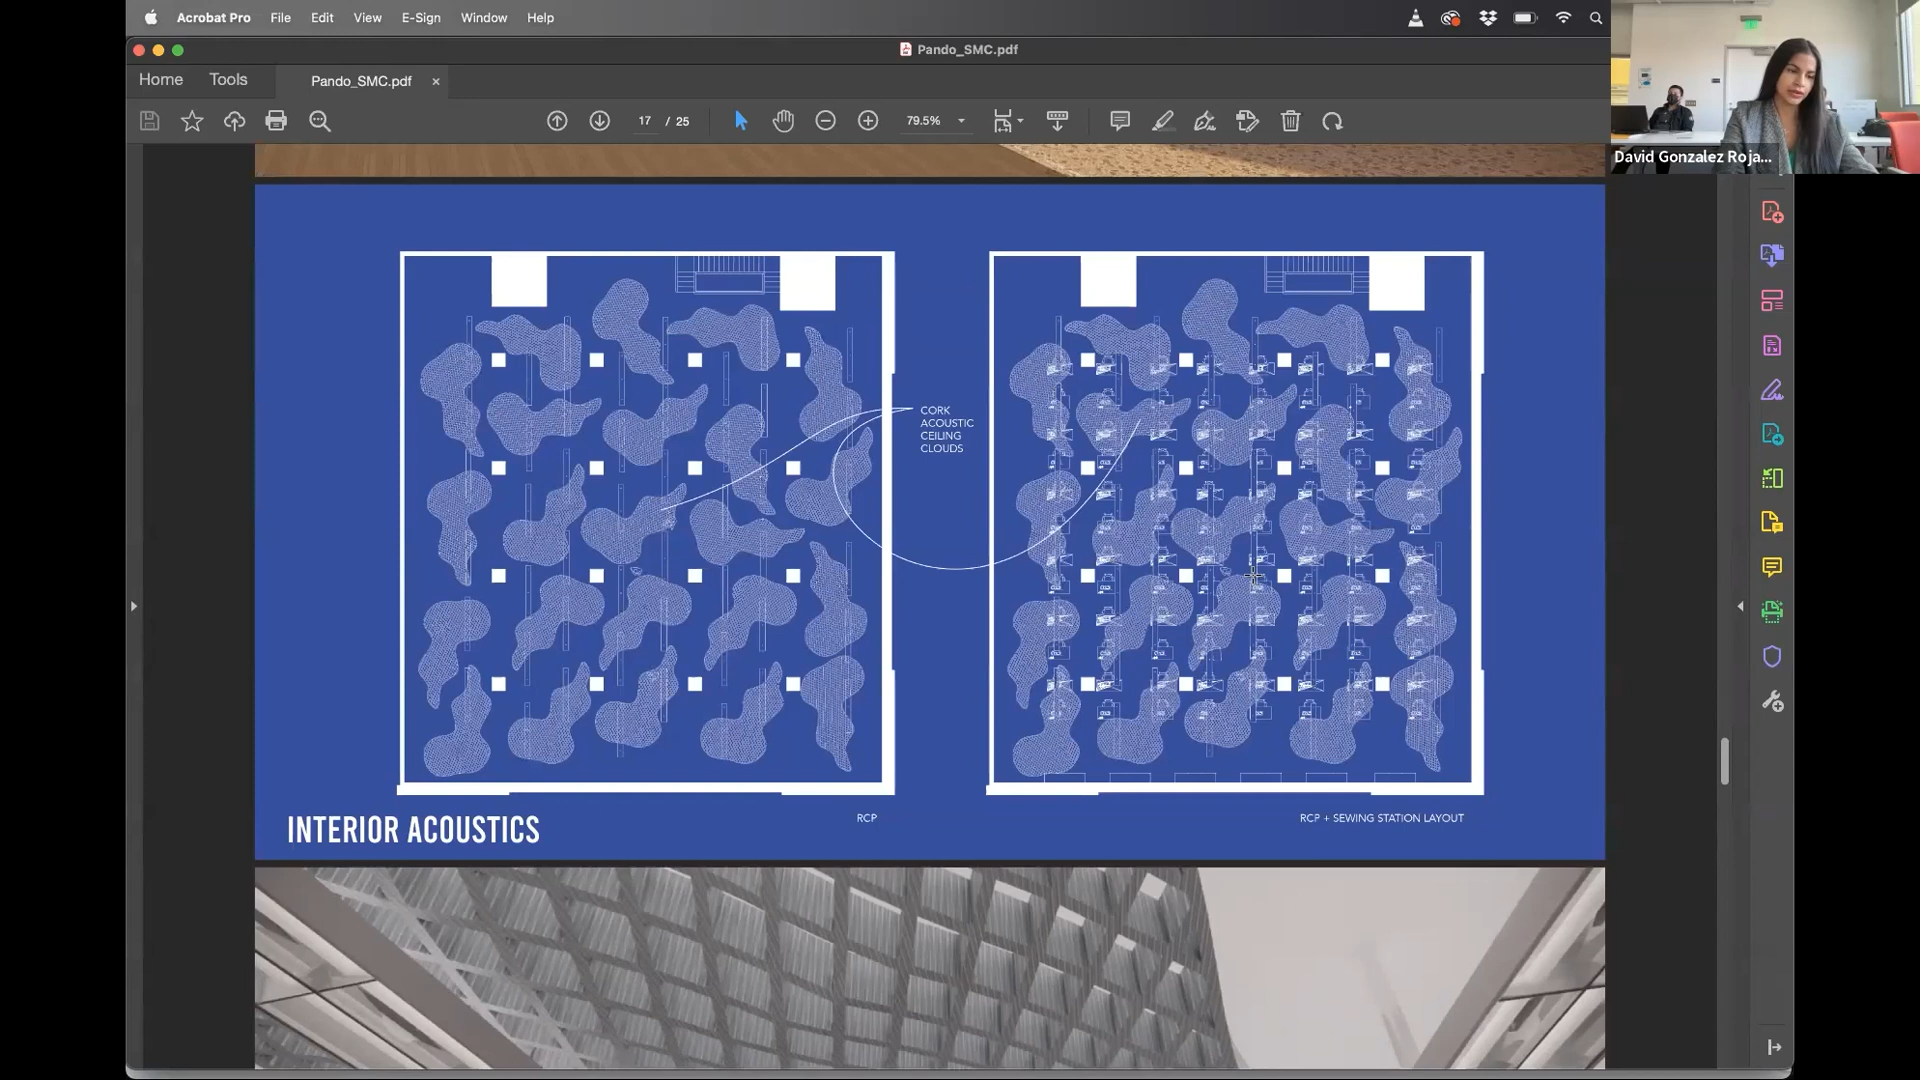 Acrobat Pro File Edit View E-Sign Window Help
Pando_SMC.pdf
Home Tools Pando_SMC.pdf ×
17 / 25 79.5%
David Gonzalez Roja...
CORK
ACOUSTIC
CEILING
CLOUDS
INTERIOR ACOUSTICS
RCP
RCP + SEWING STATION LAYOUT